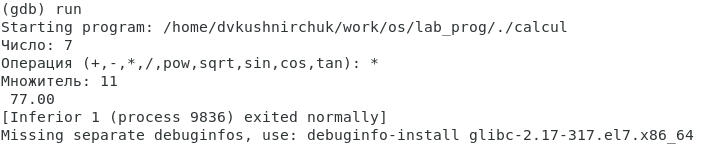 (gdb) run
Starting program: /home/dvkushnirchuk/work/os/lab_prog/./calcul
Число: 7
Операция (+,-,*,/,pow,sqrt,sin,cos,tan): *
Множитель: 11
 77.00
[Inferior 1 (process 9836) exited normally]
Missing separate debuginfos, use: debuginfo-install glibc-2.17-317.el7.x86_64